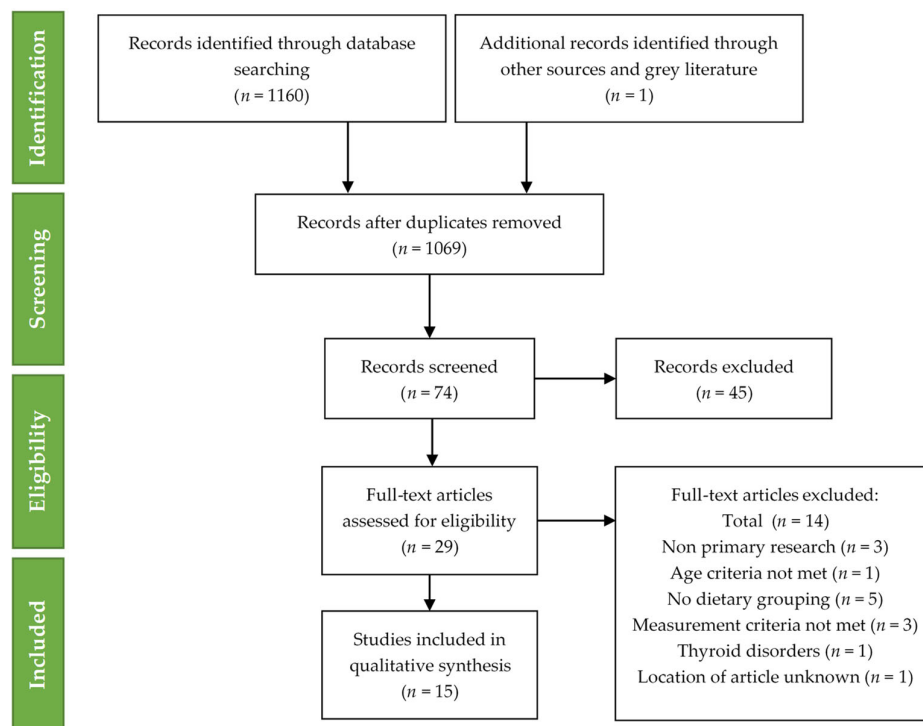 Identification
Records identified through database
searching
(n = 1160)
Additional records identified through
other sources and grey literature
(n = 1)
Screening
Records after duplicates removed
(n = 1069)
Records screened
(n = 74)
Records excluded
(n = 45)
Eligibility
Full-text articles
assessed for eligibility
(n = 29)
Full-text articles excluded:
Total (n = 14)
Non primary research (n = 3)
Age criteria not met (n = 1)
No dietary grouping (n = 5)
Measurement criteria not met (n = 3)
Thyroid disorders (n = 1)
Location of article unknown (n = 1)
Included
Studies included in
qualitative synthesis
(n = 15)